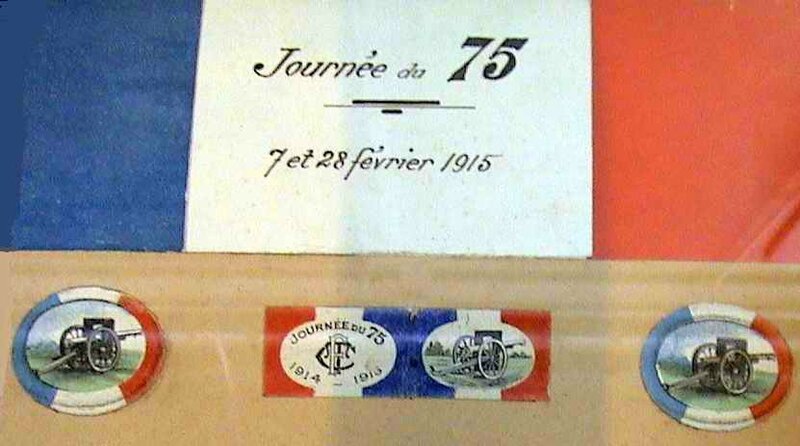 Journée du 75
7 et 28 février 1915
JOURNÉE DU 75
TCF
1914 - 1915